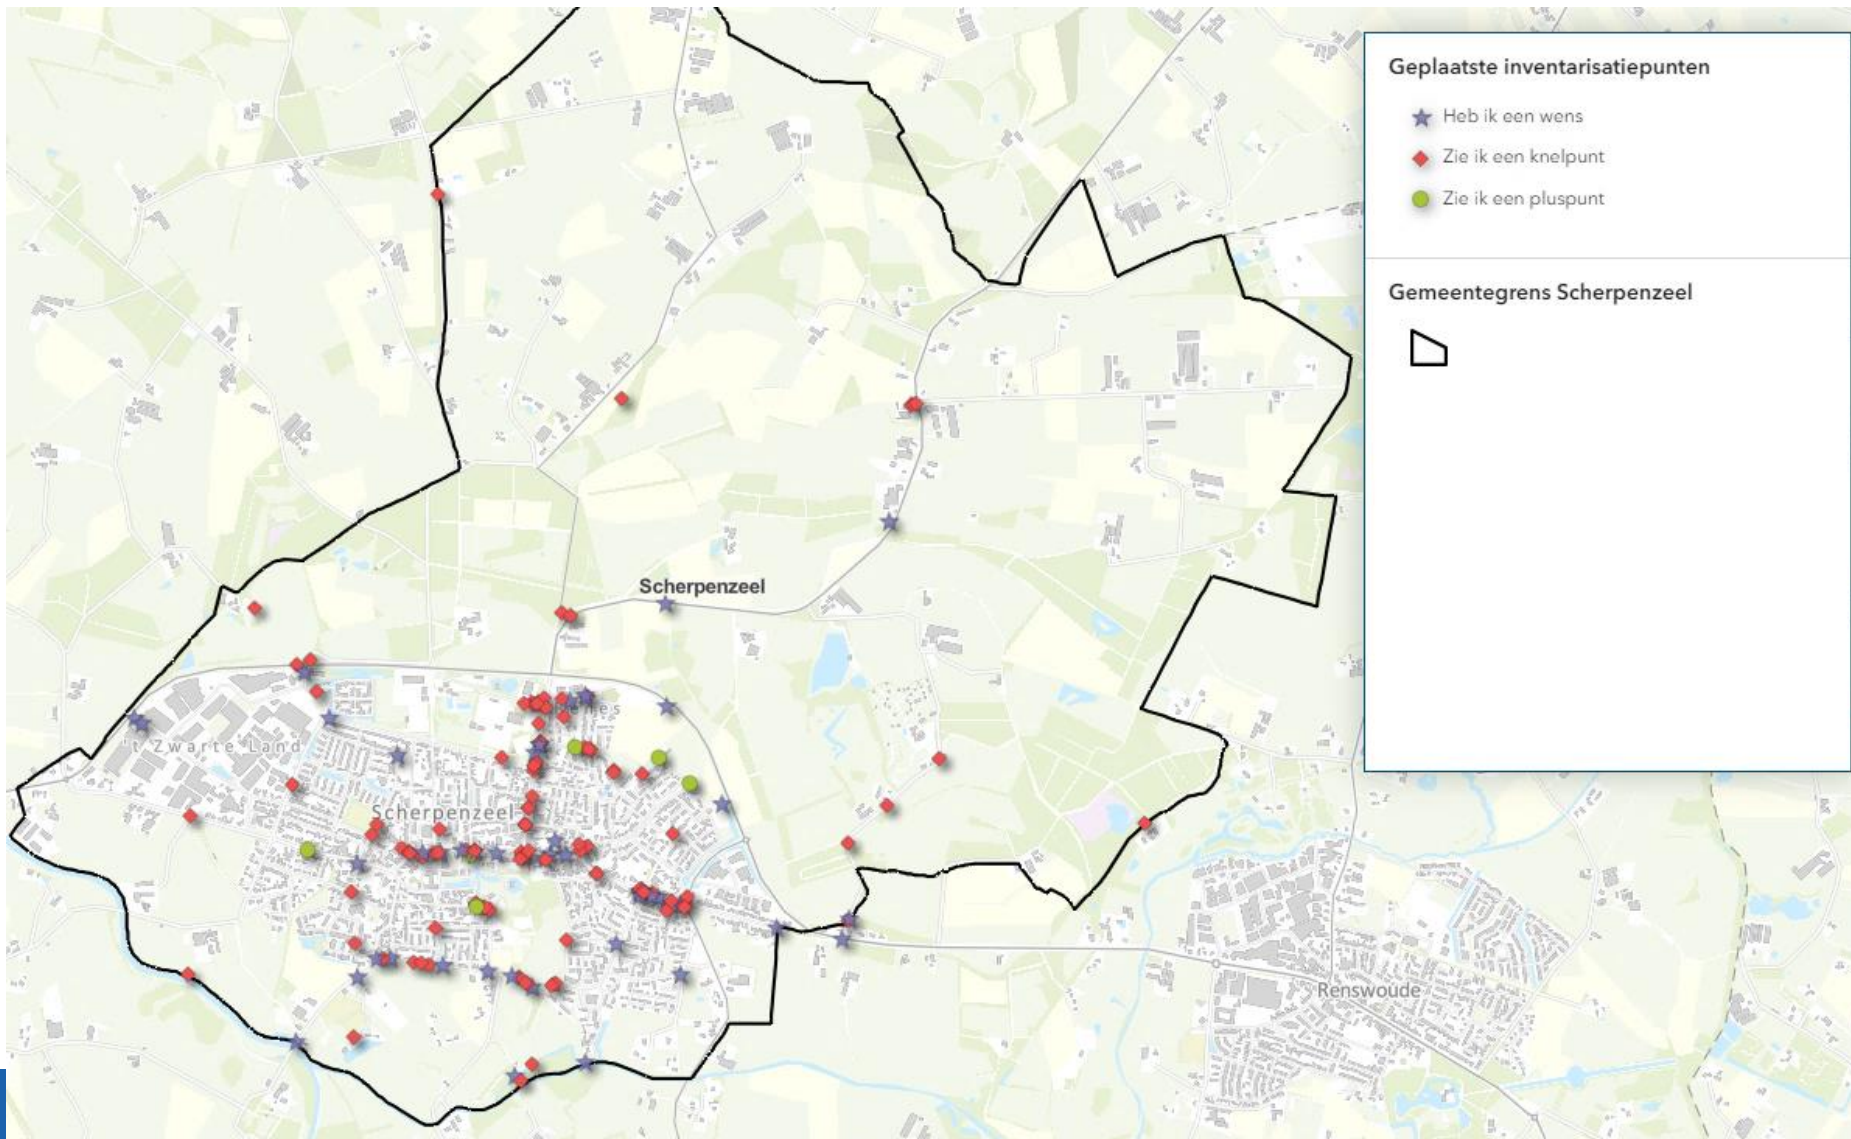 Geplaatste inventarisatiepunten
Heb ik een wens
Zie ik een knelpunt
Zie ik een pluspunt
Gemeentegrens Scherpenzeel
Scherpenzeel
't Zwarte Land
Scherpenzeel
Renswoude